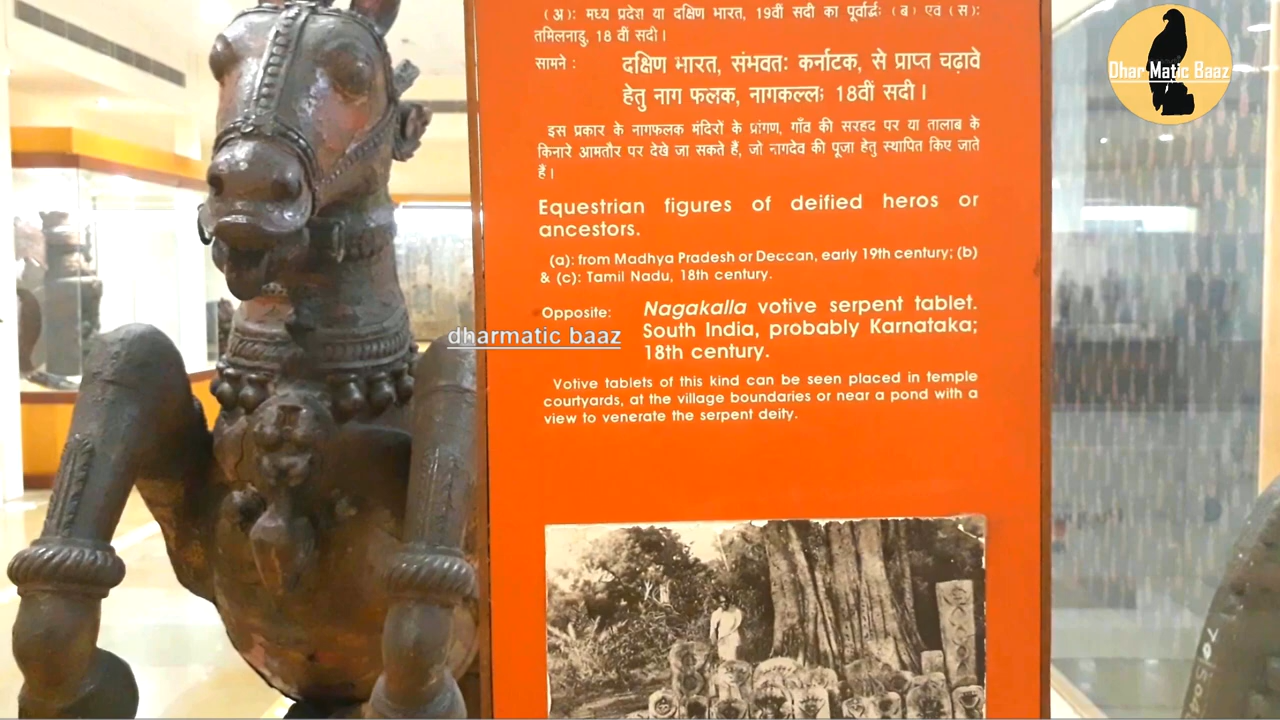 (अ): मध्य प्रदेश या दक्षिण भारत, 19वीं सदी का पूर्वार्द्धः (ब) एवं (स):
तमिलनाडु, 18 वीं सदी।
सामने : दक्षिण भारत, संभवतः कर्नाटक, से प्राप्त चढ़ावे
हेतु नाग फलक, नागकल्लः 18वीं सदी।
इस प्रकार के नागफलक मंदिरों के प्रांगण, गाँव की सरहद पर या तालाब के
किनारे आमतौर पर देखे जा सकते हैं, जो नागदेव की पूजा हेतु स्थापित किए जाते
हैं।
Equestrian figures of deified heros or
ancestors.
(a): from Madhya Pradesh or Deccan, early 19th century; (b)
& (c): Tamil Nadu, 18th century.
Opposite: Nagakalla votive serpent tablet.
South India, probably Karnataka;
18th century.
Votive tablets of this kind can be seen placed in temple
courtyards, at the village boundaries or near a pond with a
view to venerate the serpent deity.
dharmatic baaz
Dhar Matic Baaz